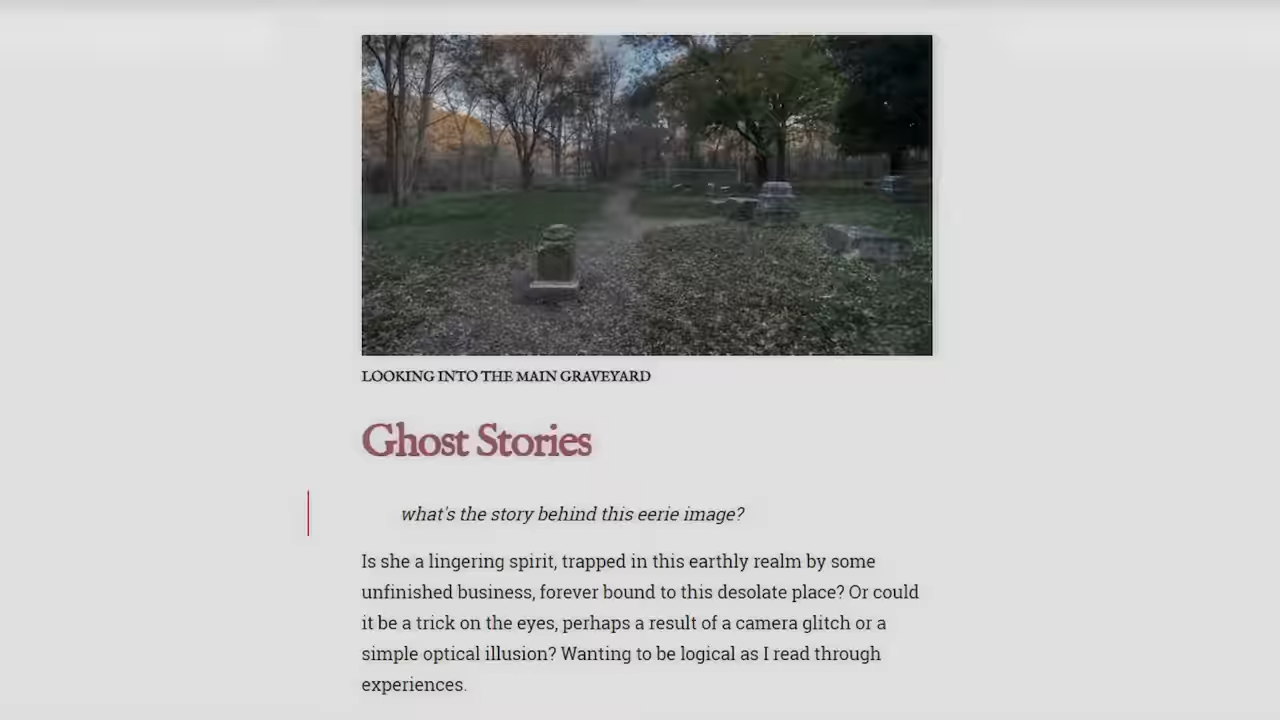 LOOKING INTO THE MAIN GRAVEYARD
Ghost Stories
what's the story behind this eerie image?
Is she a lingering spirit, trapped in this earthly realm by some
unfinished business, forever bound to this desolate place? Or could
it be a trick on the eyes, perhaps a result of a camera glitch or a
simple optical illusion? Wanting to be logical as I read through
experiences.